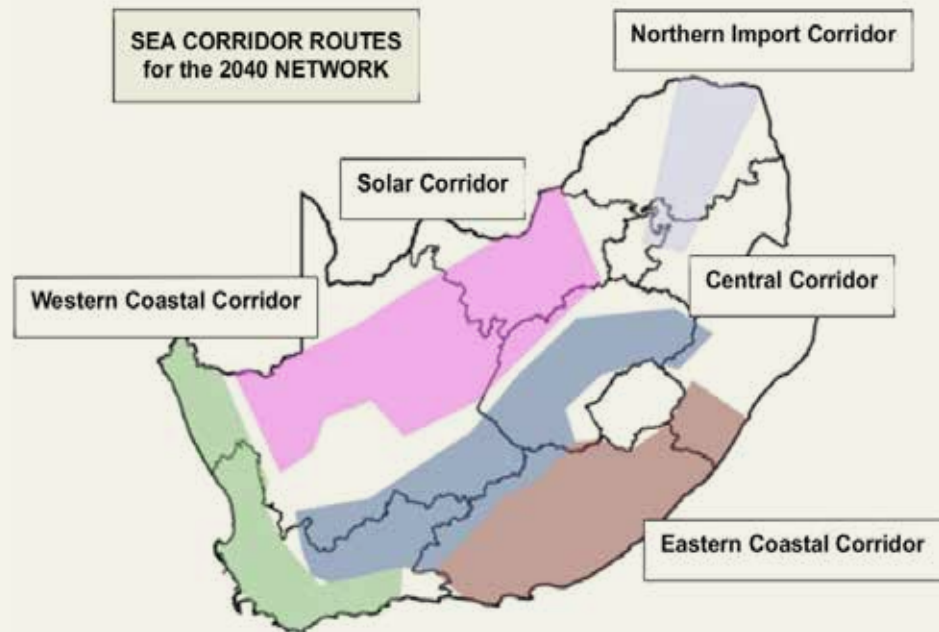 SEA CORRIDOR ROUTES
for the 2040 NETWORK
Northern Import Corridor
Solar Corridor
Central Corridor
Western Coastal Corridor
Eastern Coastal Corridor